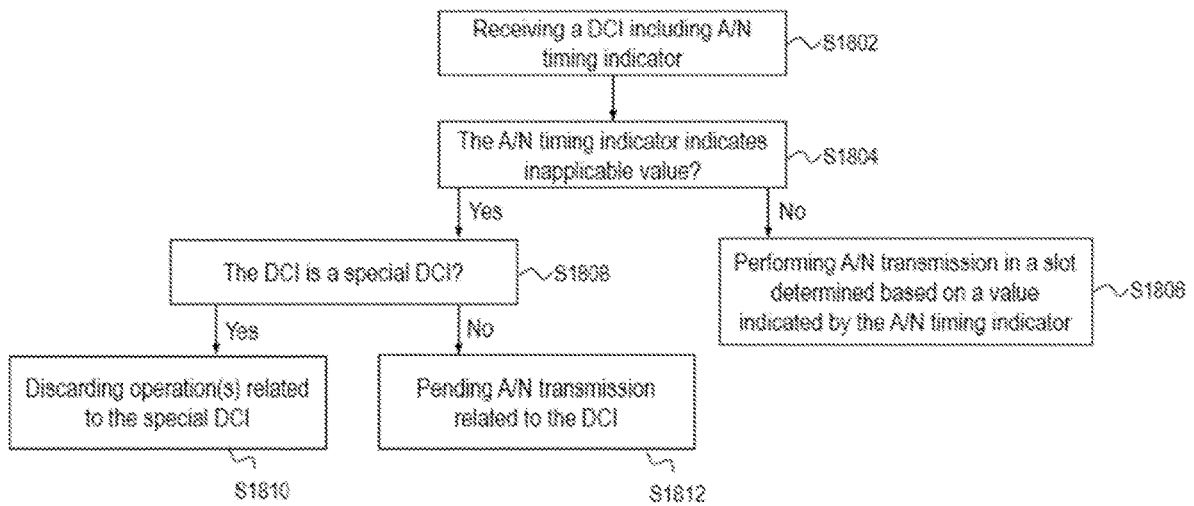 Receiving a DCI including A/N
timing indicator
S1802
The A/N timing indicator indicates
inapplicable value?
S1804
Yes
No
The DCI is a special DCI?
S1808
Performing A/N transmission in a slot
determined based on a value
indicated by the A/N timing indicator
S1806
Yes
No
Discarding operation(s) related
to the special DCI
Pending A/N transmission
related to the DCI
S1810
S1812